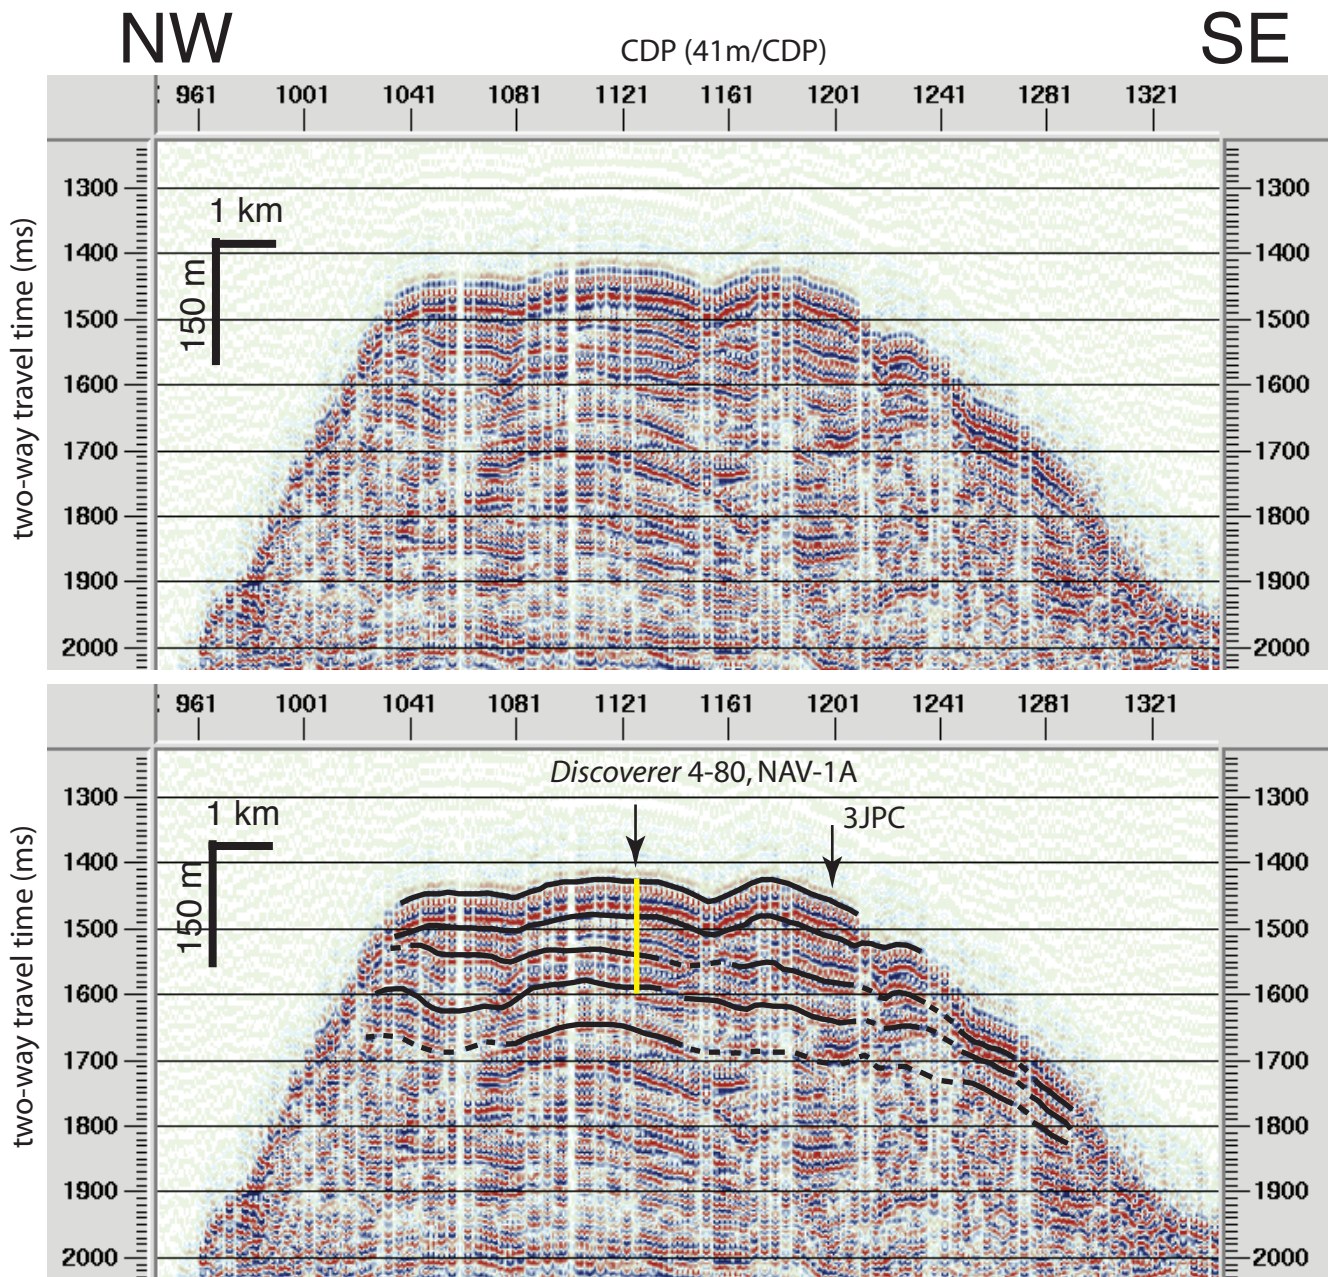 NW
SE
CDP (41m/CDP)
: 961 1001 1041 1081 1121 1161 1201 1241 1281 1321
two-way travel time (ms)
1300 1300
1 km
1400 1400
150 m
1500 1500
1600 1600
1700 1700
1800 1800
1900 1900
2000 2000
: 961 1001 1041 1081 1121 1161 1201 1241 1281 1321
Discoverer 4-80, NAV-1A
two-way travel time (ms)
1300 1300
1 km
3JPC
1400 1400
150 m
1500 1500
1600 1600
1700 1700
1800 1800
1900 1900
2000 2000